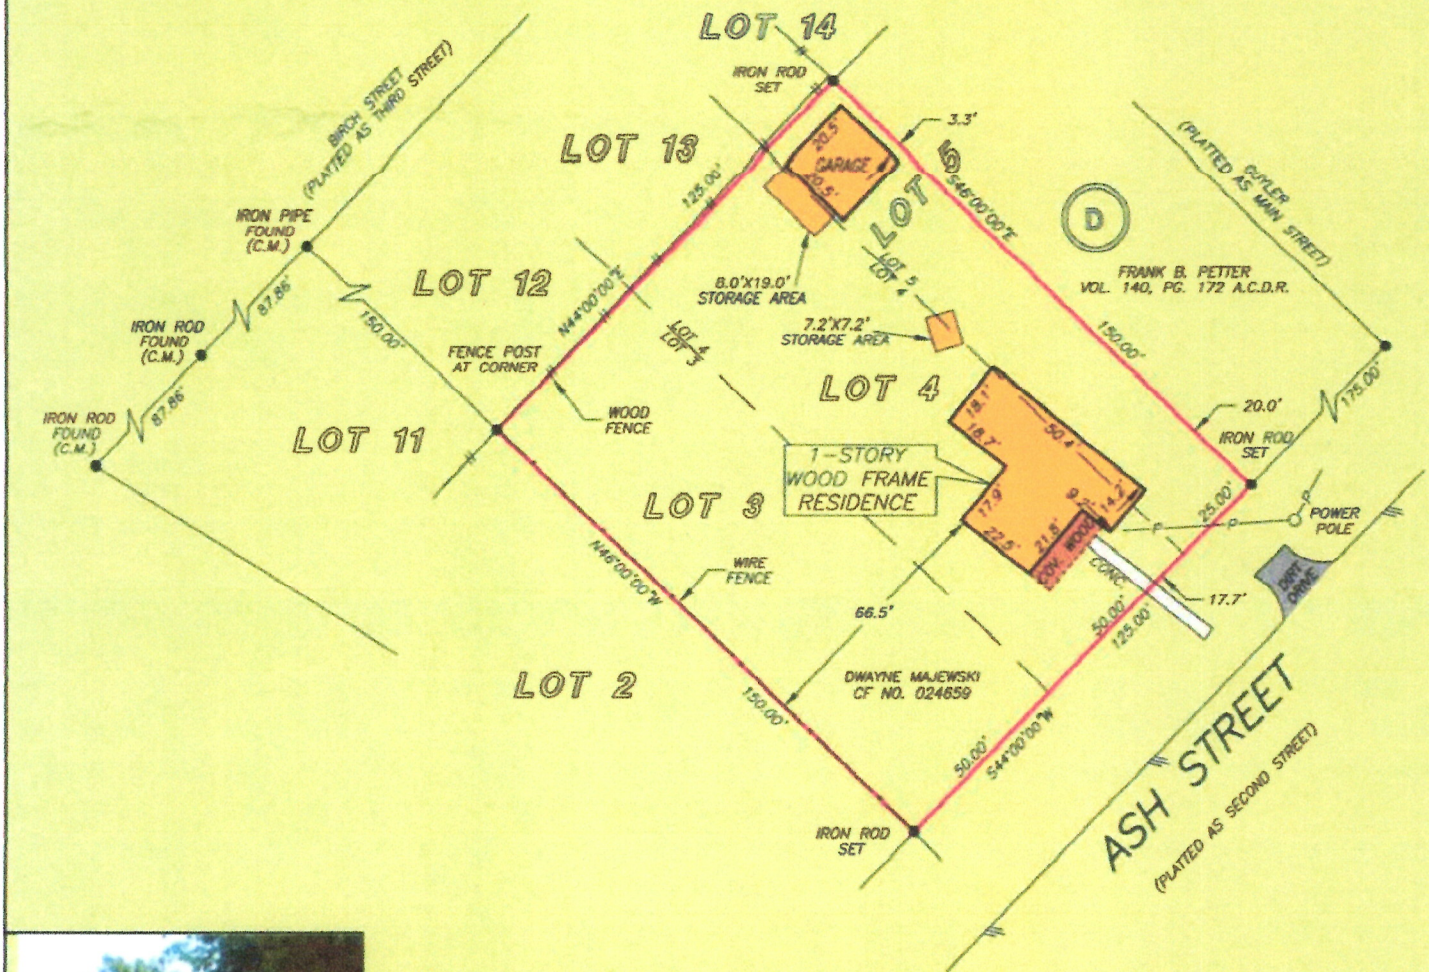 LOT 14
IRON ROD
SET
BIRCH STREET
(PLATTED AS THIRD STREET)
LOT 13
3.3'
20.5'
GARAGE
20.5'
LOT 5
S46°00'00"E
D
(PLATTED AS MAIN STREET)
125.00'
IRON PIPE
FOUND
(C.M.)
LOT 12
N44°00'00"E
LOT 5
LOT 4
FRANK B. PETTER
VOL. 140, PG. 172 A.C.D.R.
8.0'X19.0'
STORAGE AREA
87.86'
150.00'
IRON ROD
FOUND
(C.M.)
LOT 4
LOT 3
7.2'X7.2'
STORAGE AREA
150.00'
FENCE POST
AT CORNER
LOT 4
175.00'
87.86'
IRON ROD
FOUND
(C.M.)
LOT 11
WOOD
FENCE
18.1'
18.7'
50.4'
20.0'
IRON ROD
SET
1-STORY
WOOD FRAME
RESIDENCE
LOT 3
17.9'
22.5'
21.8'
14.2'
COV. WOOD
CONC.
25.00'
P
P
P
POWER
POLE
N46°00'00"W
WIRE
FENCE
DIRT
DRIVE
17.7'
66.5'
50.00'
125.00'
LOT 2
DWAYNE MAJEWSKI
CF NO. 024659
150.00'
50.00'
S44°00'00"W
ASH STREET
(PLATTED AS SECOND STREET)
IRON ROD
SET